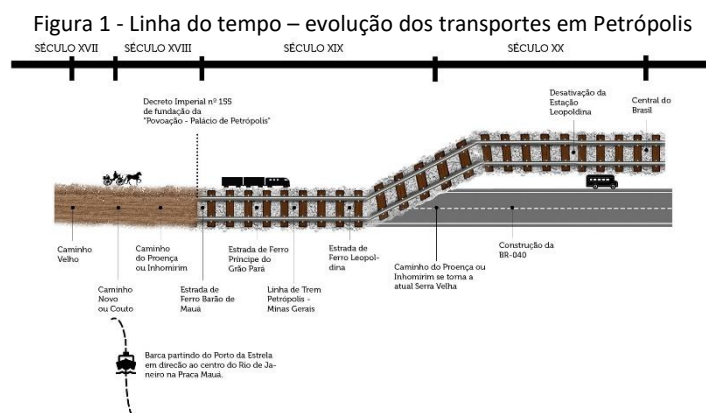 Figura 1 - Linha do tempo – evolução dos transportes em Petrópolis
SÉCULO XVII
SÉCULO XVIII
SÉCULO XIX
SÉCULO XX
Decreto Imperial nº 155
de fundação da
"Povoação - Palácio de Petrópolis"
Desativação da
Estação
Leopoldina
Central do
Brasil
Caminho
Velho
Caminho
do Proença
ou Inhomirim
Estrada de Ferro
Príncipe do
Grão Pará
Estrada de
Ferro Leopol-
dina
Caminho do Proença ou
Inhomirim se torna a
atual Serra Velha
Construção da
BR-040
Caminho
Novo
ou Couto
Estrada de
Ferro Barão de
Mauá
Linha de Trem
Petrópolis -
Minas Gerais
Barca partindo do Porto da Estrela
em direcão ao centro do Rio de Ja-
neiro na Praca Mauá.